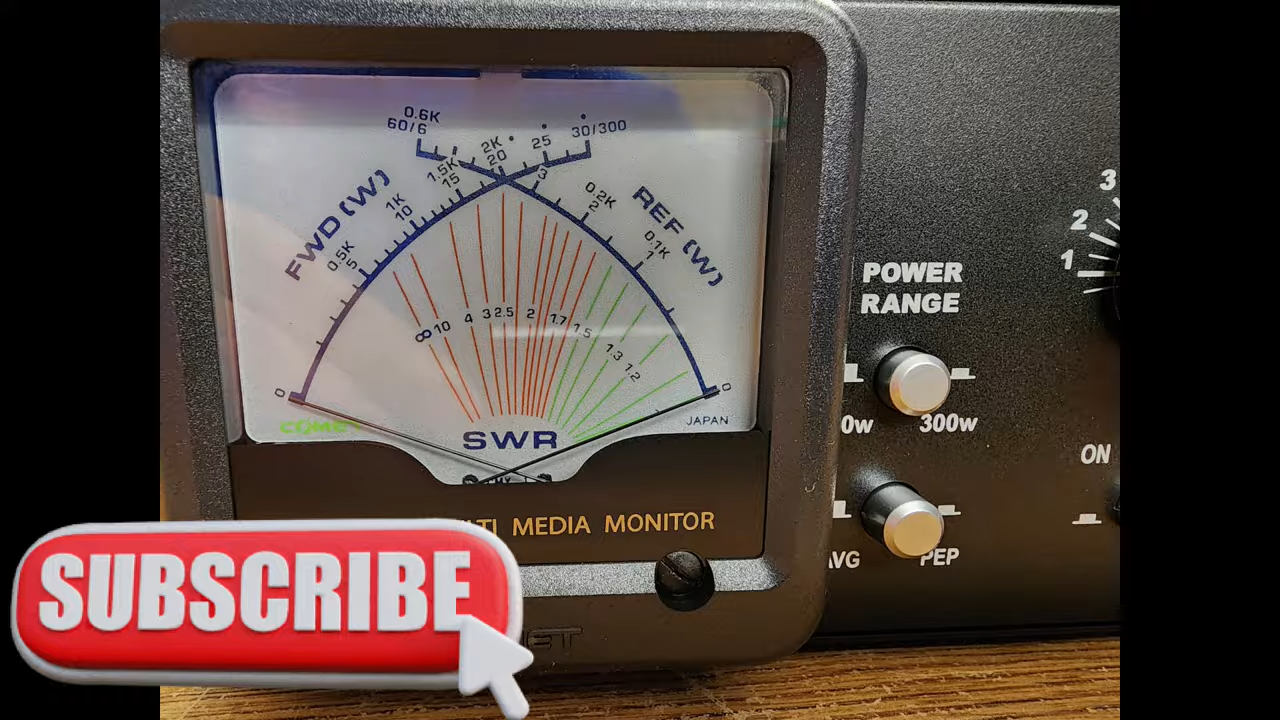 0.6K
60/6
2K
20
25
30/300
1.5K
15
3
1K
10
0.2K
2
FWD (W)
REF (W)
0.5K
5
0.1K
1
∞ 10 4 3 2.5 2 1.7 1.5 1.3 1.2
0
0
COMET
SWR
JAPAN
MEDIA MONITOR
POWER
RANGE
300w
PEP
3
2
1
ON
SUBSCRIBE